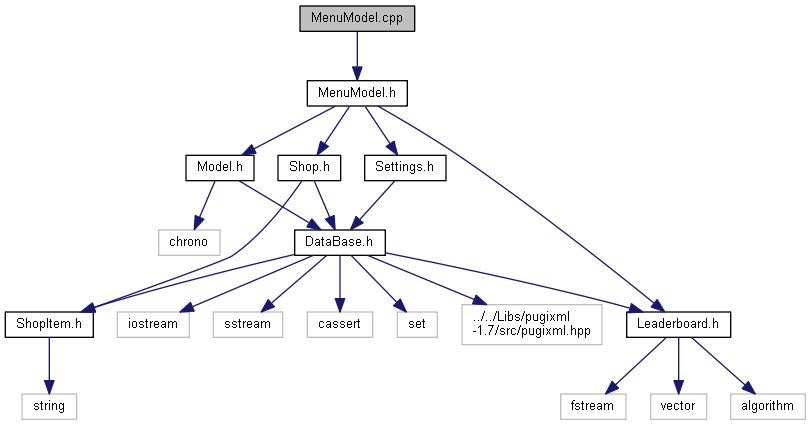 MenuModel.cpp
MenuModel.h
Model.h
Shop.h
Settings.h
chrono
DataBase.h
ShopItem.h
iostream
sstream
cassert
set
../../Libs/pugixml
-1.7/src/pugixml.hpp
Leaderboard.h
string
fstream
vector
algorithm